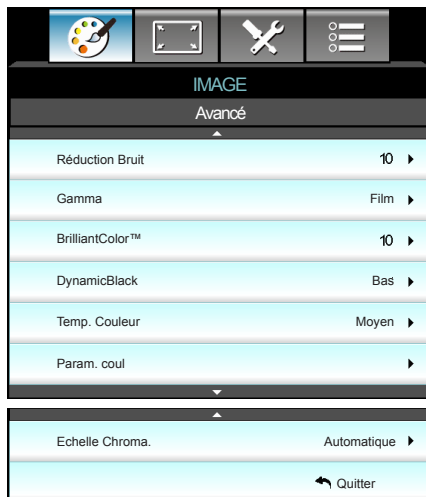 IMAGE
Avancé
Réduction Bruit 10
Gamma Film
BrilliantColor™ 10
DynamicBlack Bas
Temp. Couleur Moyen
Param. coul
Echelle Chroma. Automatique
Quitter